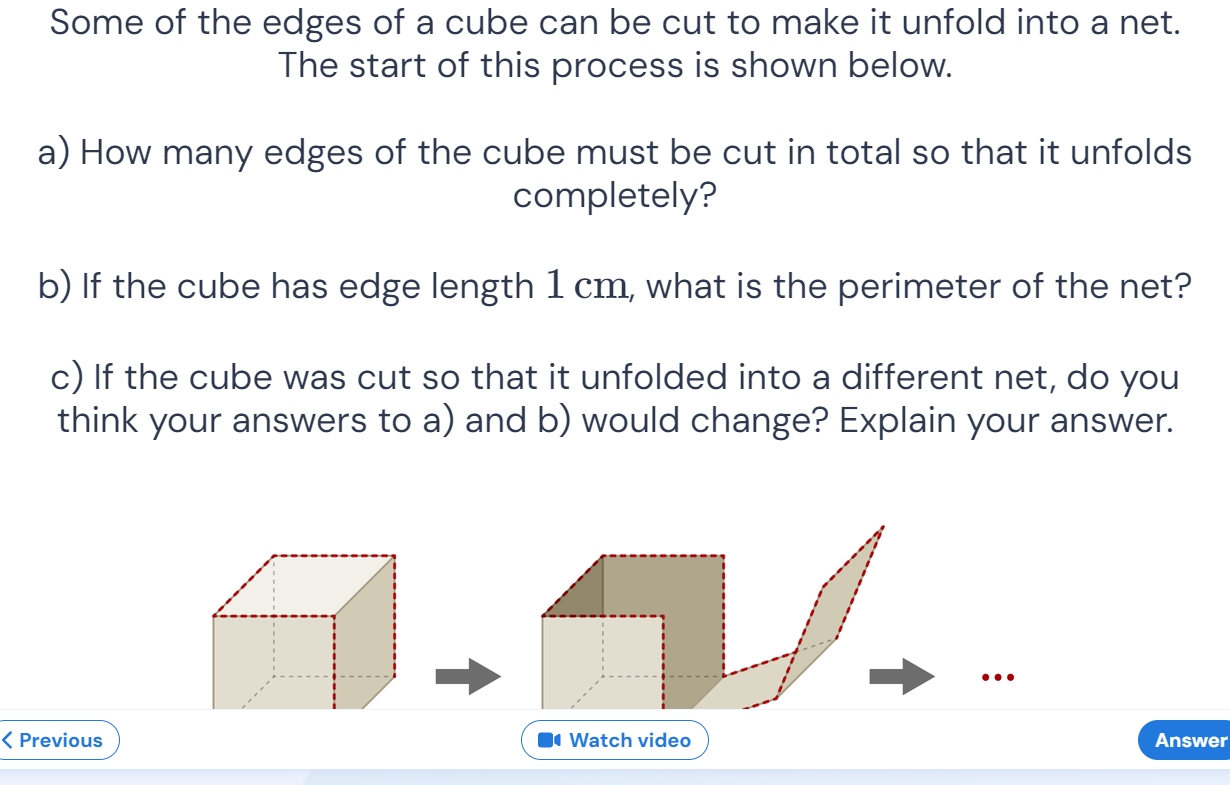 Some of the edges of a cube can be cut to make it unfold into a net.
The start of this process is shown below.
a) How many edges of the cube must be cut in total so that it unfolds
completely?
b) If the cube has edge length 1 cm, what is the perimeter of the net?
c) If the cube was cut so that it unfolded into a different net, do you
think your answers to a) and b) would change? Explain your answer.
...
< Previous
Watch video
Answer